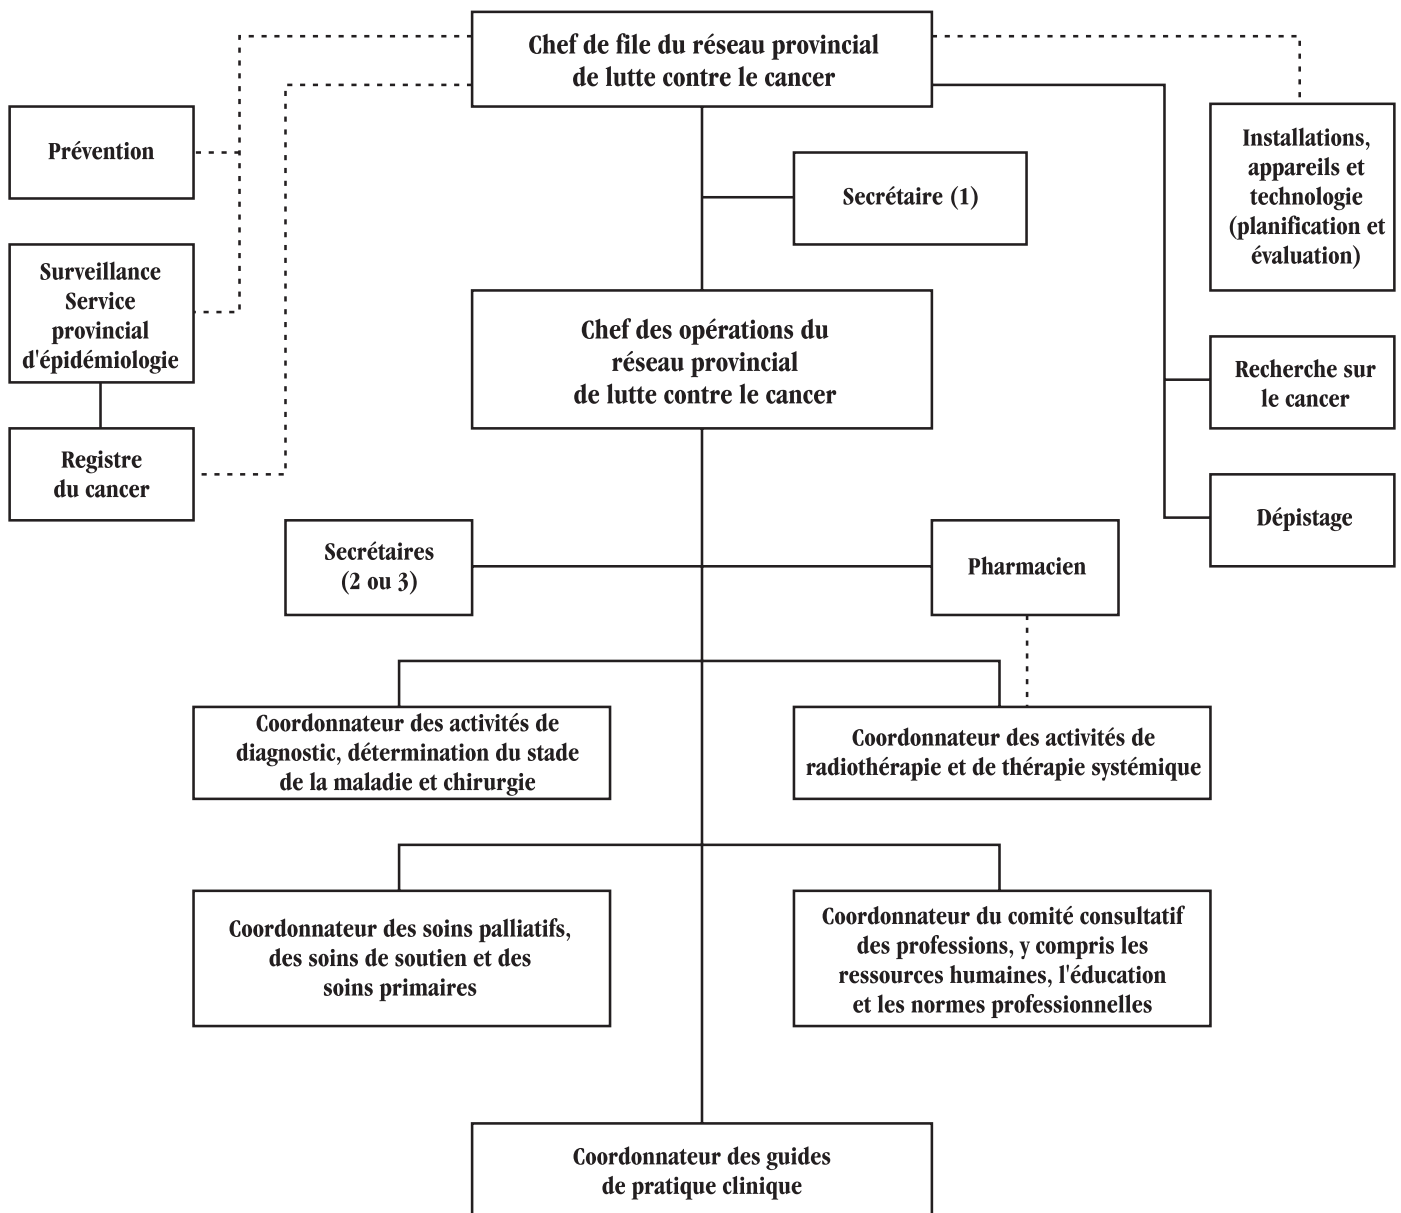 Chef de file du réseau provincial
de lutte contre le cancer
Prévention
Secrétaire (1)
Installations,
appareils et
technologie
(planification et
évaluation)
Surveillance
Service
provincial
d'épidémiologie
Chef des opérations du
réseau provincial
de lutte contre le cancer
Recherche sur
le cancer
Registre
du cancer
Dépistage
Secrétaires
(2 ou 3)
Pharmacien
Coordonnateur des activités de
diagnostic, détermination du stade
de la maladie et chirurgie
Coordonnateur des activités de
radiothérapie et de thérapie systémique
Coordonnateur des soins palliatifs,
des soins de soutien et des
soins primaires
Coordonnateur du comité consultatif
des professions, y compris les
ressources humaines, l'éducation
et les normes professionnelles
Coordonnateur des guides
de pratique clinique